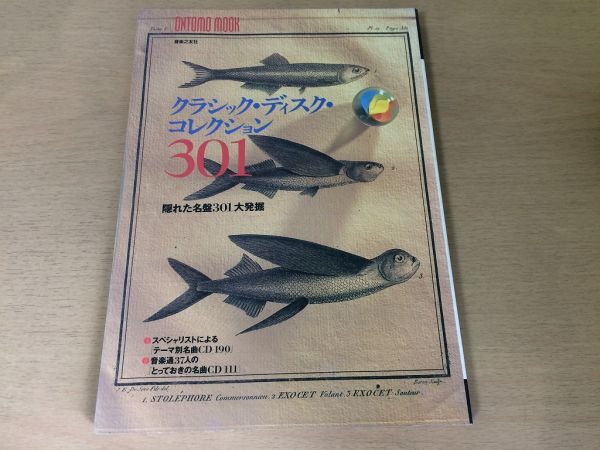 ONTOMO MOOK
音楽之友社
クラシック・ディスク・
コレクション
301
隠れた名盤301大発掘
1 スペシャリストによる
「テーマ別名曲CD 190」
2 音楽通37人の
「とっておきの名曲CD 111」
1. STOLEPHORE Commersonnien. 2. EXOCET Volant. 3. EXOCET Sauteur.